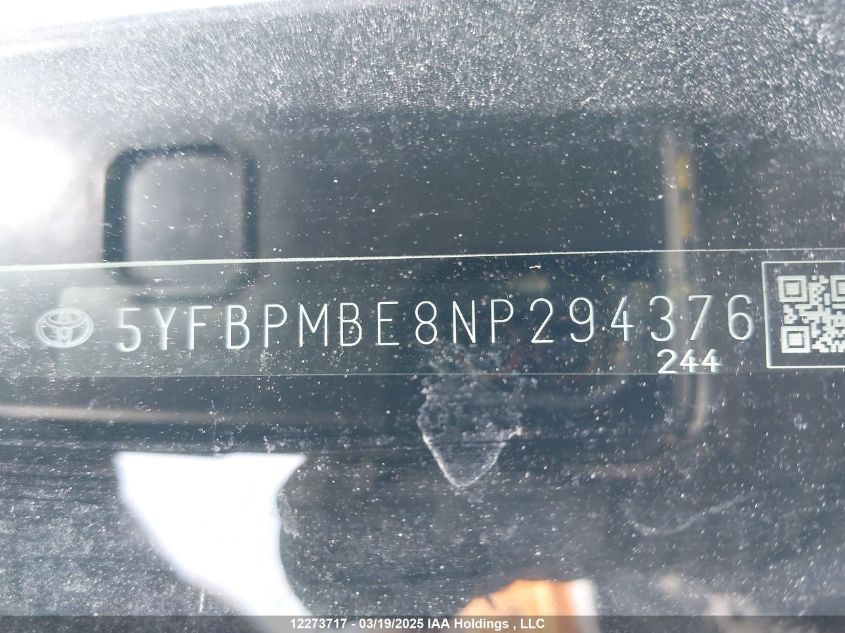 5YFBPMBE8NP294376
244
12273717 - 03/19/2025 IAA Holdings , LLC